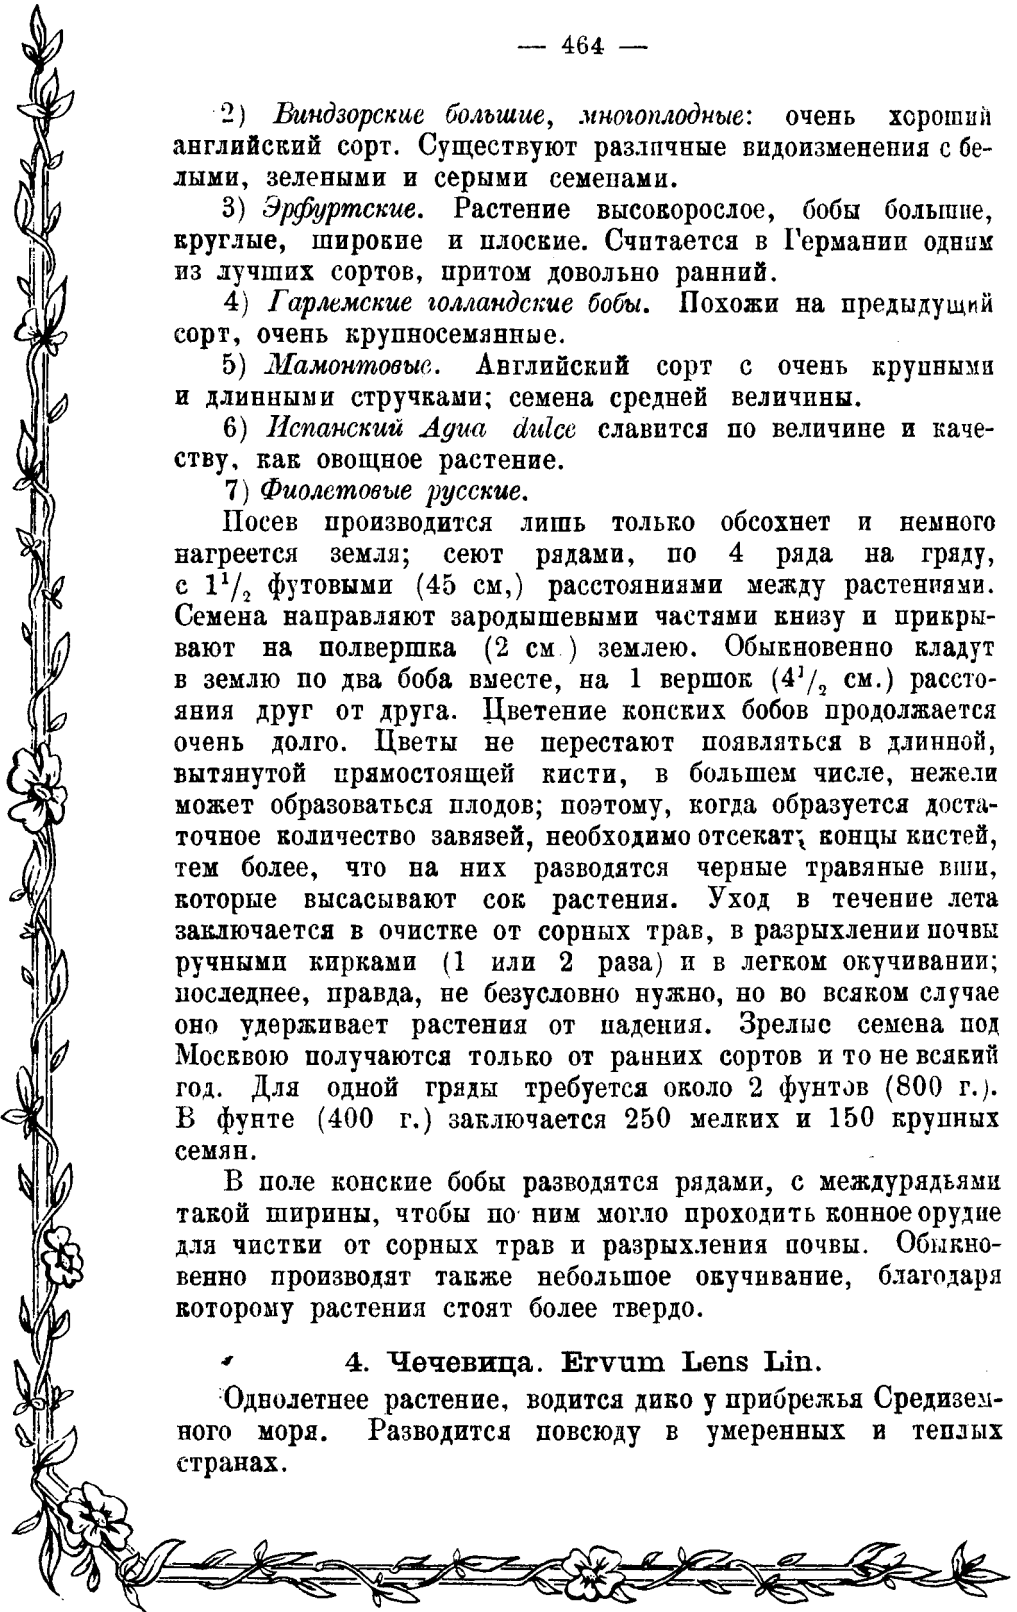 — 464 —
2) Виндзорские большие, многоплодные: очень хороший
английский сорт. Существуют различные видоизменения с бе-
лыми, зелеными и серыми семенами.
3) Эрфуртские. Растение высокорослое, бобы большие,
круглые, широкие и плоские. Считается в Германии одним
из лучших сортов, притом довольно ранний.
4) Гарлемские голландские бобы. Похожи на предыдущий
сорт, очень крупносемянные.
5) Мамонтовые. Английский сорт с очень крупными
и длинными стручками; семена средней величины.
6) Испанский Agua dulce славится по величине и каче-
ству, как овощное растение.
7) Фиолетовые русские.
Посев производится лишь только обсохнет и немного
нагреется земля; сеют рядами, по 4 ряда на гряду,
с 1¹/₂ футовыми (45 см,) расстояниями между растениями.
Семена направляют зародышевыми частями книзу и прикры-
вают на полвершка (2 см ) землею. Обыкновенно кладут
в землю по два боба вместе, на 1 вершок (4¹/₂ см.) рассто-
яния друг от друга. Цветение конских бобов продолжается
очень долго. Цветы не перестают появляться в длинной,
вытянутой прямостоящей кисти, в большем числе, нежели
может образоваться плодов; поэтому, когда образуется доста-
точное количество завязей, необходимо отсекать концы кистей,
тем более, что на них разводятся черные травяные вши,
которые высасывают сок растения. Уход в течение лета
заключается в очистке от сорных трав, в разрыхлении почвы
ручными кирками (1 или 2 раза) и в легком окучивании;
последнее, правда, не безусловно нужно, но во всяком случае
оно удерживает растения от падения. Зрелые семена под
Москвою получаются только от ранних сортов и то не всякий
год. Для одной гряды требуется около 2 фунтов (800 г.).
В фунте (400 г.) заключается 250 мелких и 150 крупных
семян.
В поле конские бобы разводятся рядами, с междурядьями
такой ширины, чтобы по ним могло проходить конное орудие
для чистки от сорных трав и разрыхления почвы. Обыкно-
венно производят также небольшое окучивание, благодаря
которому растения стоят более твердо.
4. Чечевица. Ervum Lens Lin.
Однолетнее растение, водится дико у прибрежья Средизем-
ного моря. Разводится повсюду в умеренных и теплых
странах.